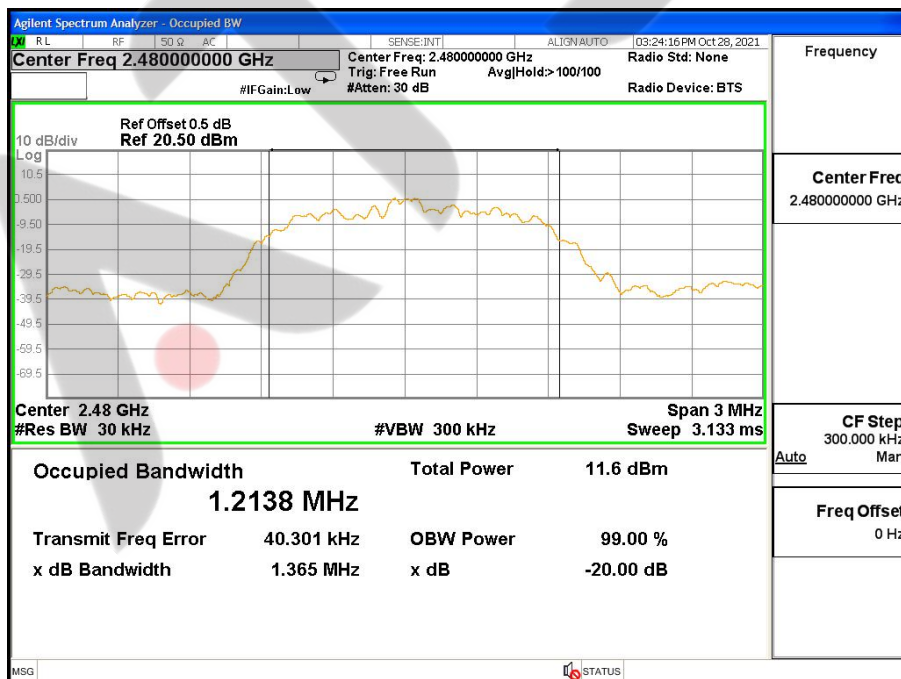 Agilent Spectrum Analyzer - Occupied BW
LXI RL RF 50 Ω AC SENSE:INT ALIGNAUTO 03:24:16PM Oct 28, 2021
Center Freq 2.480000000 GHz
Center Freq: 2.480000000 GHz Radio Std: None
Trig: Free Run Avg|Hold:>100/100
#IFGain:Low #Atten: 30 dB Radio Device: BTS
Ref Offset 0.5 dB
10 dB/div Ref 20.50 dBm
Log
10.5
0.500
-9.50
-19.5
-29.5
-39.5
-49.5
-59.5
-69.5
Center 2.48 GHz Span 3 MHz
#Res BW 30 kHz #VBW 300 kHz Sweep 3.133 ms
Occupied Bandwidth Total Power 11.6 dBm
1.2138 MHz
Transmit Freq Error 40.301 kHz OBW Power 99.00 %
x dB Bandwidth 1.365 MHz x dB -20.00 dB
MSG STATUS
Frequency
Center Freq
2.480000000 GHz
CF Step
300.000 kHz
Auto Man
Freq Offset
0 Hz